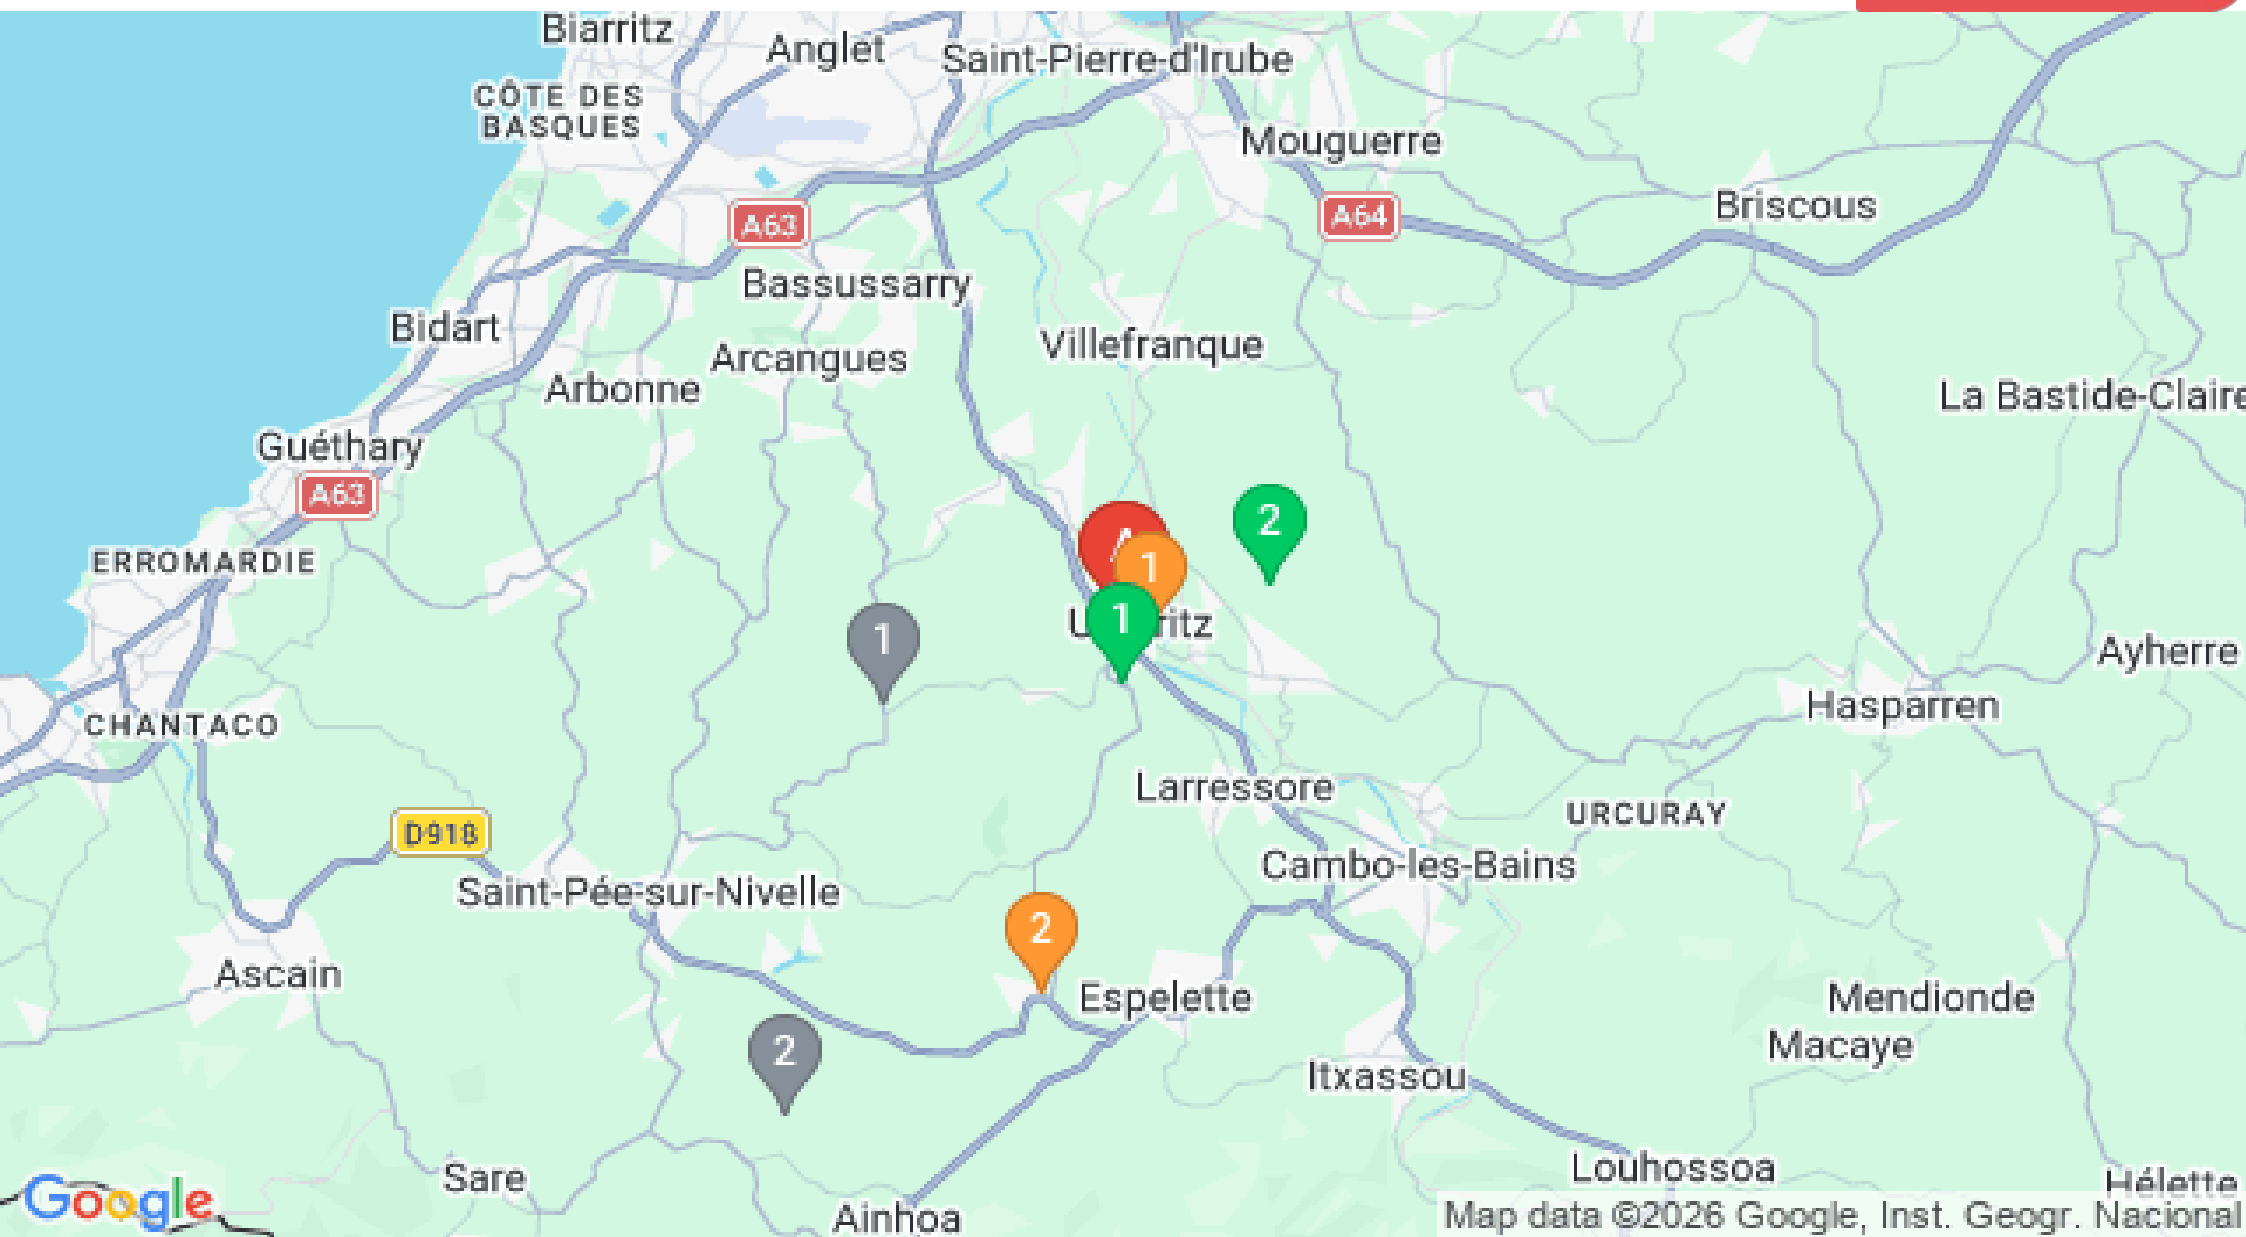 Biarritz
Anglet
Saint-Pierre-d'Irube
CÔTE DES
BASQUES
Mouguerre
A63
A64
Briscous
Bassussarry
Bidart
Villefranque
Arcangues
Arbonne
La Bastide-Claire
Guéthary
A63
2
A
1
ERROMARDIE
1
1
ritz
Ayherre
Hasparren
CHANTACO
Larressore
URCURAY
D918
Cambo-les-Bains
Saint-Pée-sur-Nivelle
2
Ascain
Espelette
Mendionde
Macaye
2
Itxassou
Louhossoa
Sare
Hélette
Google
Ainhoa
Map data ©2026 Google, Inst. Geogr. Nacional